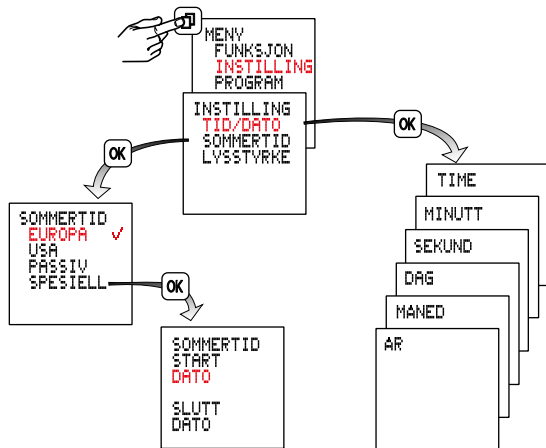 MENY
FUNKSJON
INSTILLING
PROGRAM
INSTILLING
TID/DATO
SOMMERTID
LYSSTYRKE
OK
OK
SOMMERTID
EUROPA ✓
USA
PASSIV
SPESIELL
OK
SOMMERTID
START
DATO
SLUTT
DATO
TIME
MINUTT
SEKUND
DAG
MANED
AR